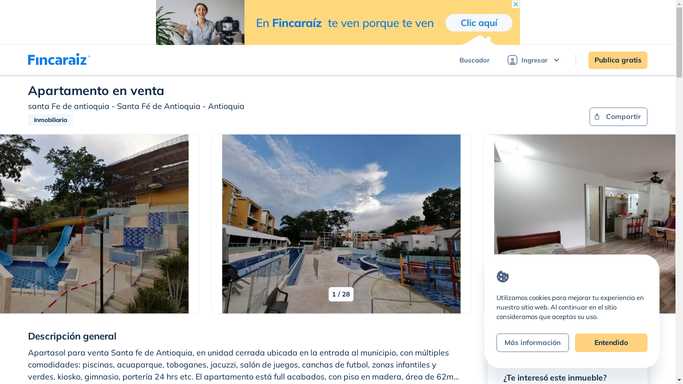 En Fincaraíz te ven porque te ven
Clic aquí
Fincaraiz
Buscador
Ingresar
Publica gratis
Apartamento en venta
santa Fe de antioquia - Santa Fé de Antioquia - Antioquia
Inmobiliaria
Compartir
1 / 28
Utilizamos cookies para mejorar tu experiencia en
nuestro sitio web. Al continuar en el sitio
consideramos que aceptas su uso.
Más información
Entendido
Descripción general
Apartasol para venta Santa fe de Antioquia, en unidad cerrada ubicada en la entrada al municipio, con múltiples
comodidades: piscinas, acuaparque, toboganes, jacuzzi, salón de juegos, canchas de futbol, zonas infantiles y
verdes, kiosko, gimnasio, portería 24 hrs etc. El apartamento está full acabados, con piso en madera, área de 62m...
¿Te interesó este inmueble?